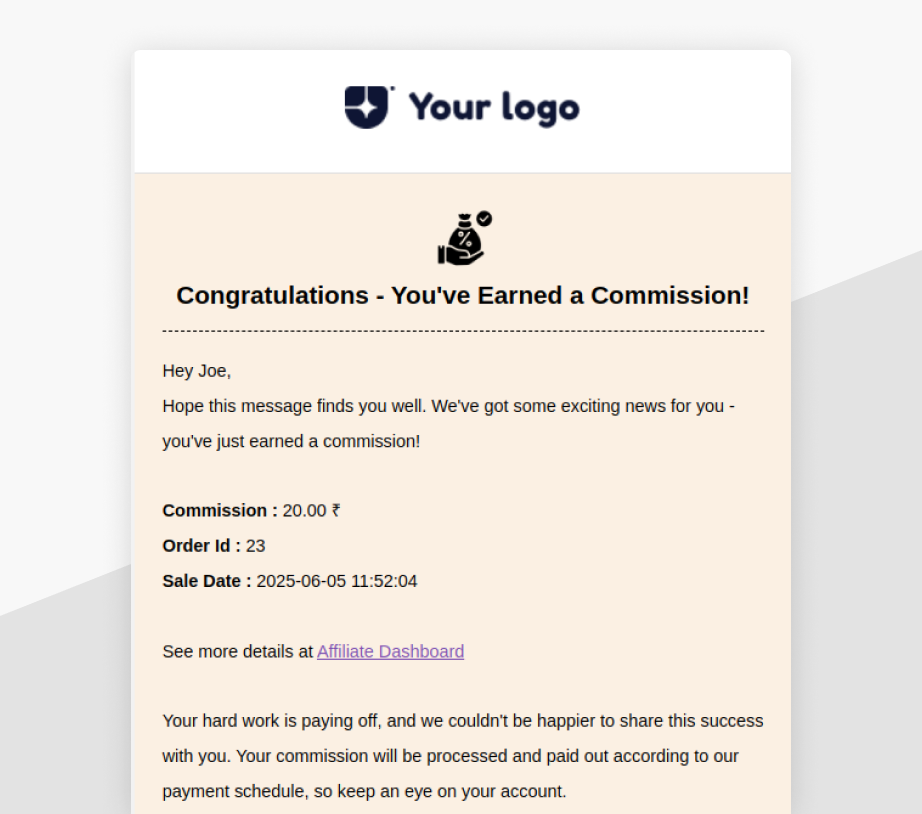 Your logo
Congratulations - You've Earned a Commission!
Hey Joe,
Hope this message finds you well. We've got some exciting news for you -
you've just earned a commission!
Commission : 20.00 ₹
Order Id : 23
Sale Date : 2025-06-05 11:52:04
See more details at Affiliate Dashboard
Your hard work is paying off, and we couldn't be happier to share this success
with you. Your commission will be processed and paid out according to our
payment schedule, so keep an eye on your account.